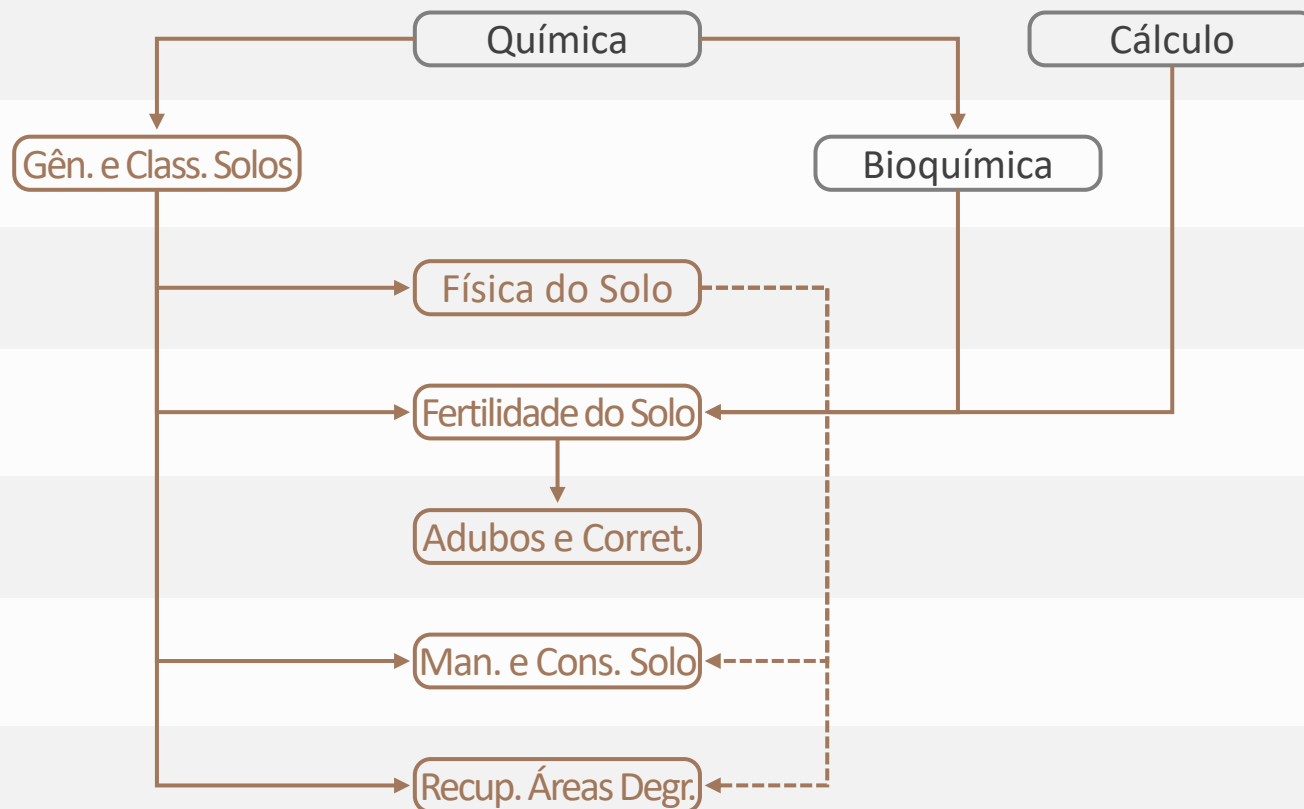 Química
Cálculo
Gên. e Class. Solos
Bioquímica
Física do Solo
Fertilidade do Solo
Adubos e Corret.
Man. e Cons. Solo
Recup. Áreas Degr.